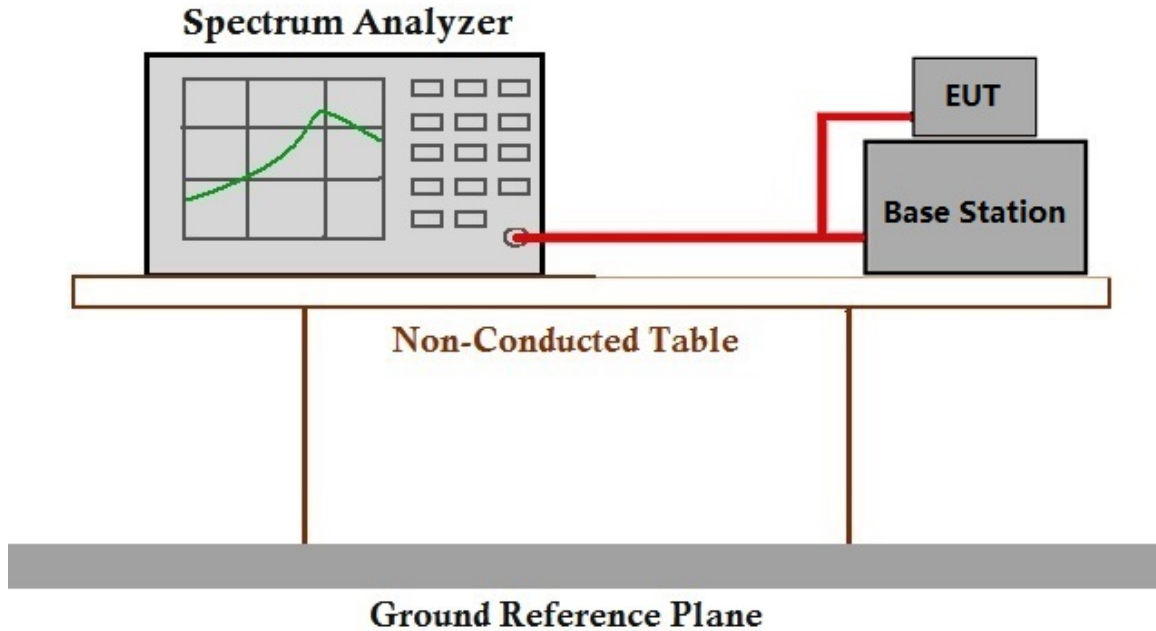 Spectrum Analyzer
EUT
Base Station
Non-Conducted Table
Ground Reference Plane